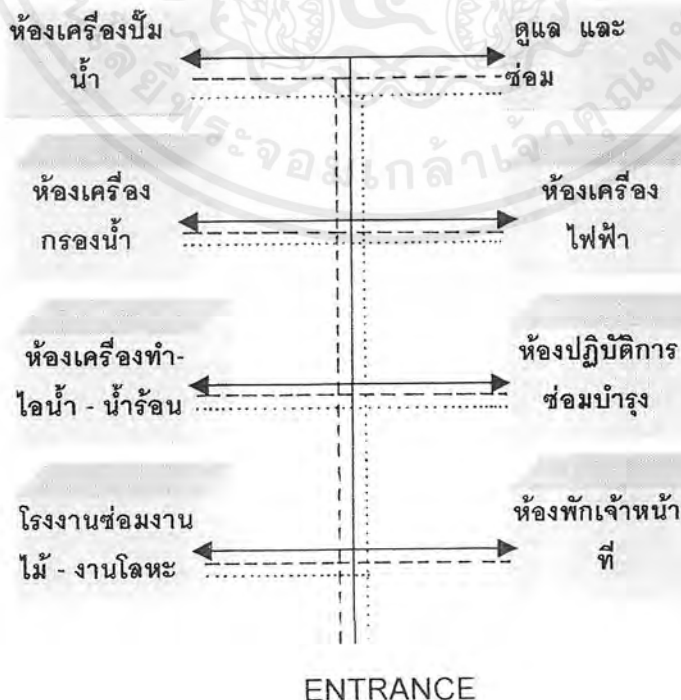 ห้องเครื่องปั๊ม
น้ำ
ดูแล และ
ซ่อม
ห้องเครื่อง
กรองน้ำ
ห้องเครื่อง
ไฟฟ้า
ห้องเครื่องทำ-
ไอน้ำ - น้ำร้อน
ห้องปฏิบัติการ
ซ่อมบำรุง
โรงงานซ่อมงาน
ไม้ - งานโลหะ
ห้องพักเจ้าหน้า
ที่
ENTRANCE